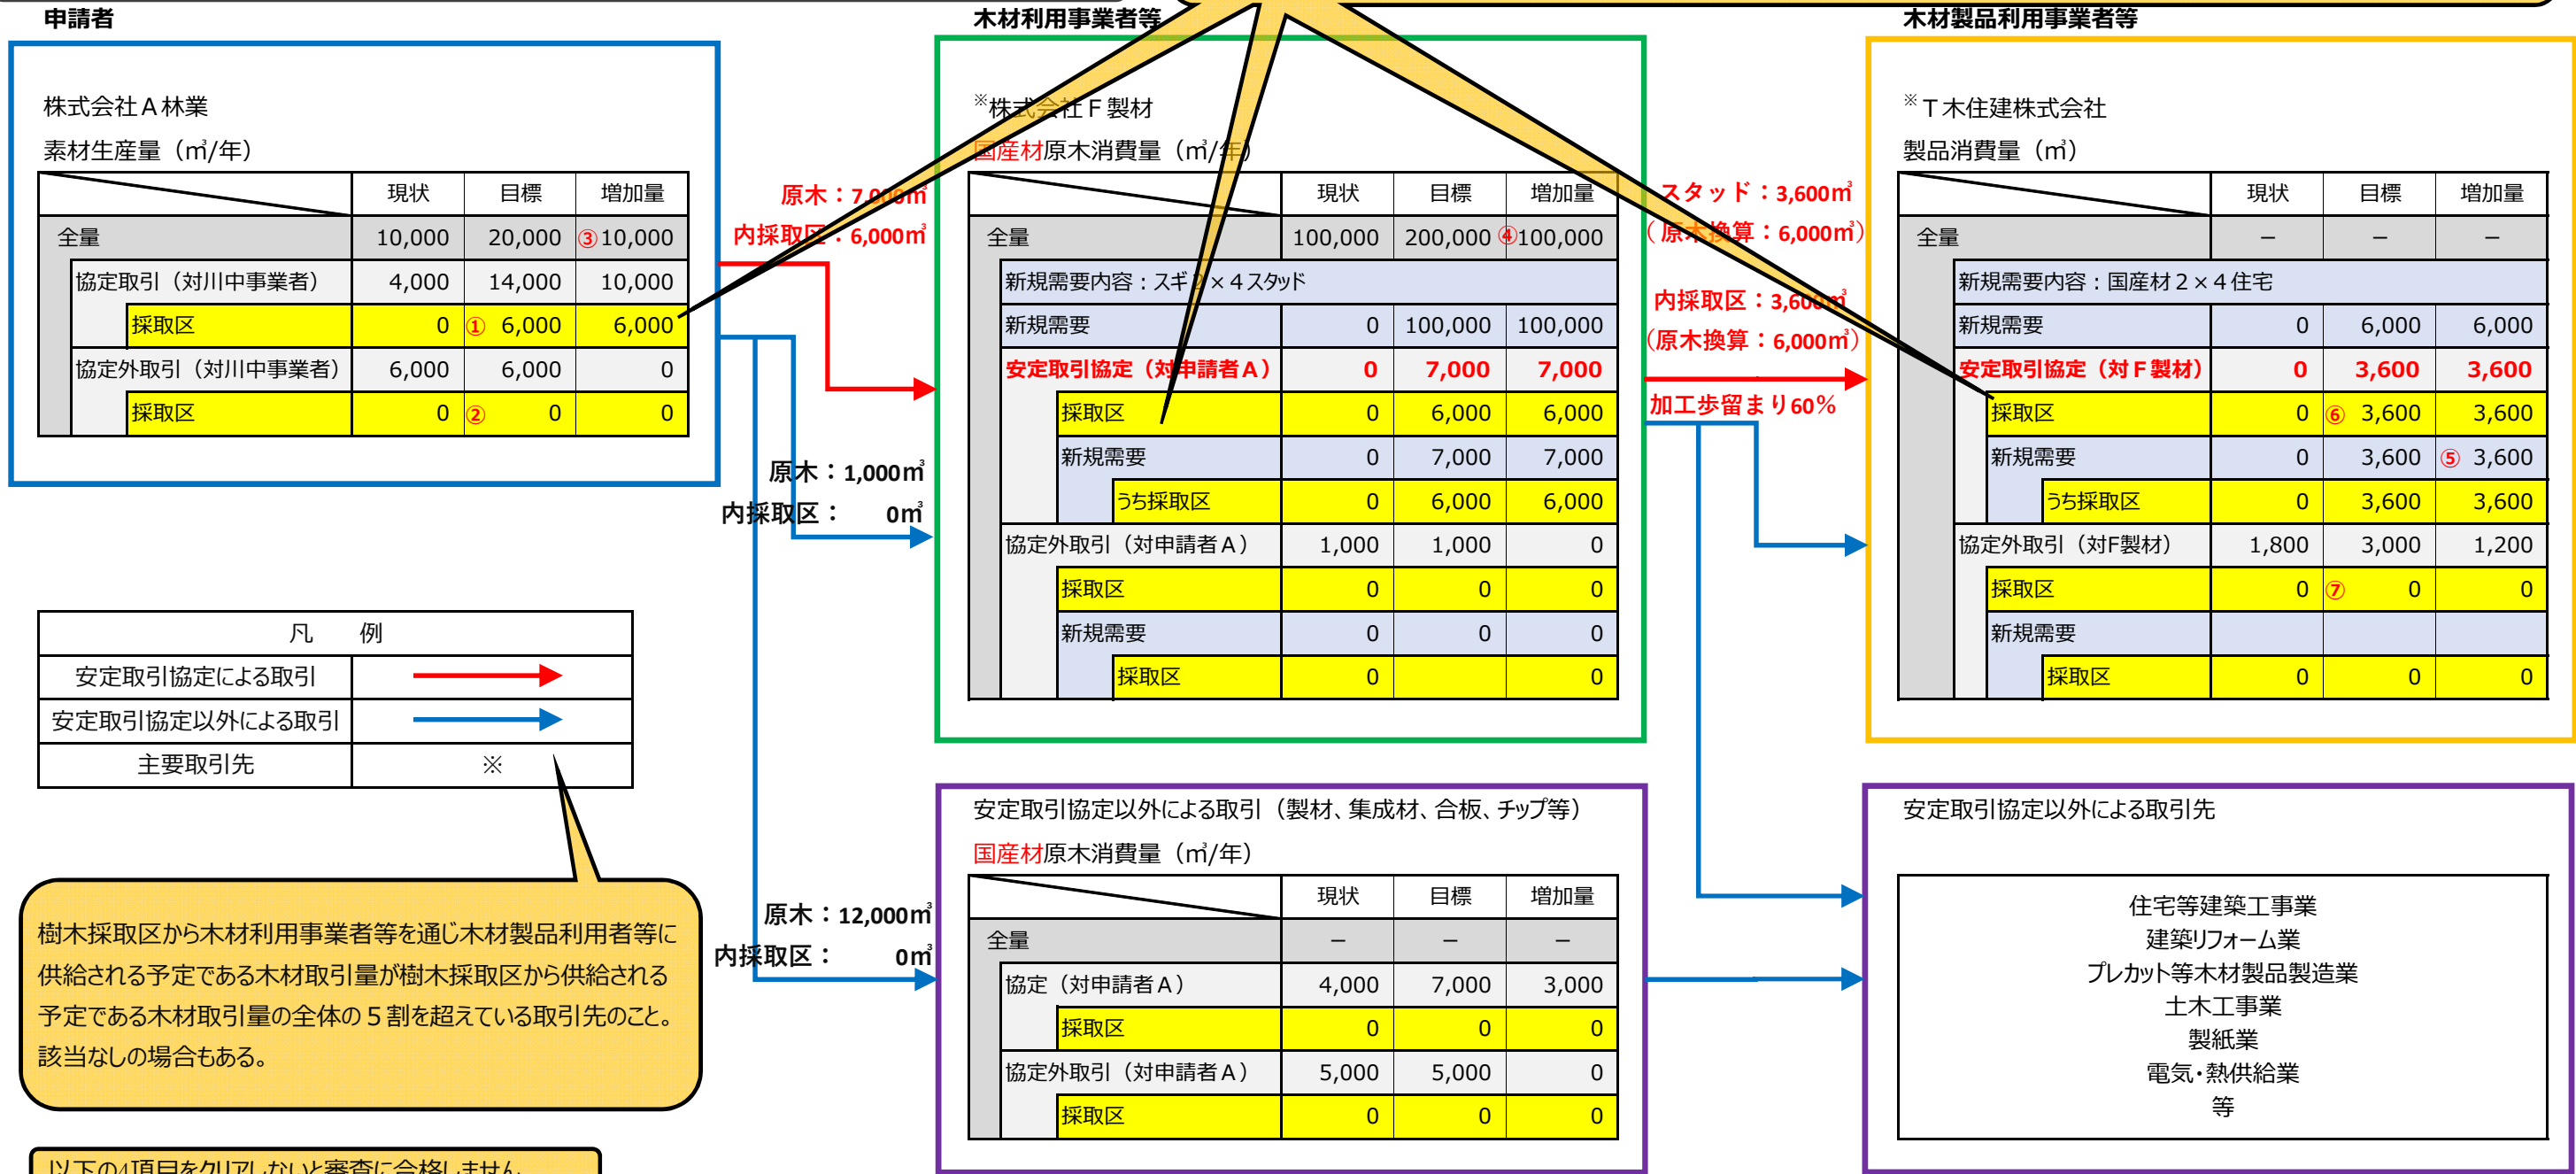 申請者
木材利用事業者等
木材製品利用事業者等
株式会社A林業
素材生産量（㎥/年）
現状 目標 増加量
全量 10,000 20,000 ③10,000
協定取引（対川中事業者） 4,000 14,000 10,000
採取区 0 ① 6,000 6,000
協定外取引（対川中事業者） 6,000 6,000 0
採取区 0 ② 0 0
原木：7,000㎥
内採取区：6,000㎥
原木：1,000㎥
内採取区： 0㎥
原木：12,000㎥
内採取区： 0㎥
※株式会社F製材
国産材原木消費量（㎥/年）
現状 目標 増加量
全量 100,000 200,000 ④100,000
新規需要内容：スギ2×4スタッド
新規需要 0 100,000 100,000
安定取引協定（対申請者A） 0 7,000 7,000
採取区 0 6,000 6,000
新規需要 0 7,000 7,000
うち採取区 0 6,000 6,000
協定外取引（対申請者A） 1,000 1,000 0
採取区 0 0 0
新規需要 0 0 0
採取区 0 0
スタッド：3,600㎥
（原木換算：6,000㎥）
内採取区：3,600㎥
（原木換算：6,000㎥）
加工歩留まり60%
※T木住建株式会社
製品消費量（㎥）
現状 目標 増加量
全量 － － －
新規需要内容：国産材2×4住宅
新規需要 0 6,000 6,000
安定取引協定（対F製材） 0 3,600 3,600
採取区 0 ⑥ 3,600 3,600
新規需要 0 3,600 ⑤ 3,600
うち採取区 0 3,600 3,600
協定外取引（対F製材） 1,800 3,000 1,200
採取区 0 ⑦ 0 0
新規需要
採取区 0 0 0
凡 例
安定取引協定による取引
安定取引協定以外による取引
主要取引先 ※
樹木採取区から木材利用事業者等を通じ木材製品利用者等に
供給される予定である木材取引量が樹木採取区から供給される
予定である木材取引量の全体の５割を超えている取引先のこと。
該当なしの場合もある。
以下の4項目をクリアしないと審査に合格しません
安定取引協定以外による取引（製材、集成材、合板、チップ等）
国産材原木消費量（㎥/年）
現状 目標 増加量
全量 － － －
協定（対申請者A） 4,000 7,000 3,000
採取区 0 0 0
協定外取引（対申請者A） 5,000 5,000 0
採取区 0 0 0
安定取引協定以外による取引先
住宅等建築工事業
建築リフォーム業
プレカット等木材製品製造業
土木工事業
製紙業
電気・熱供給業
等